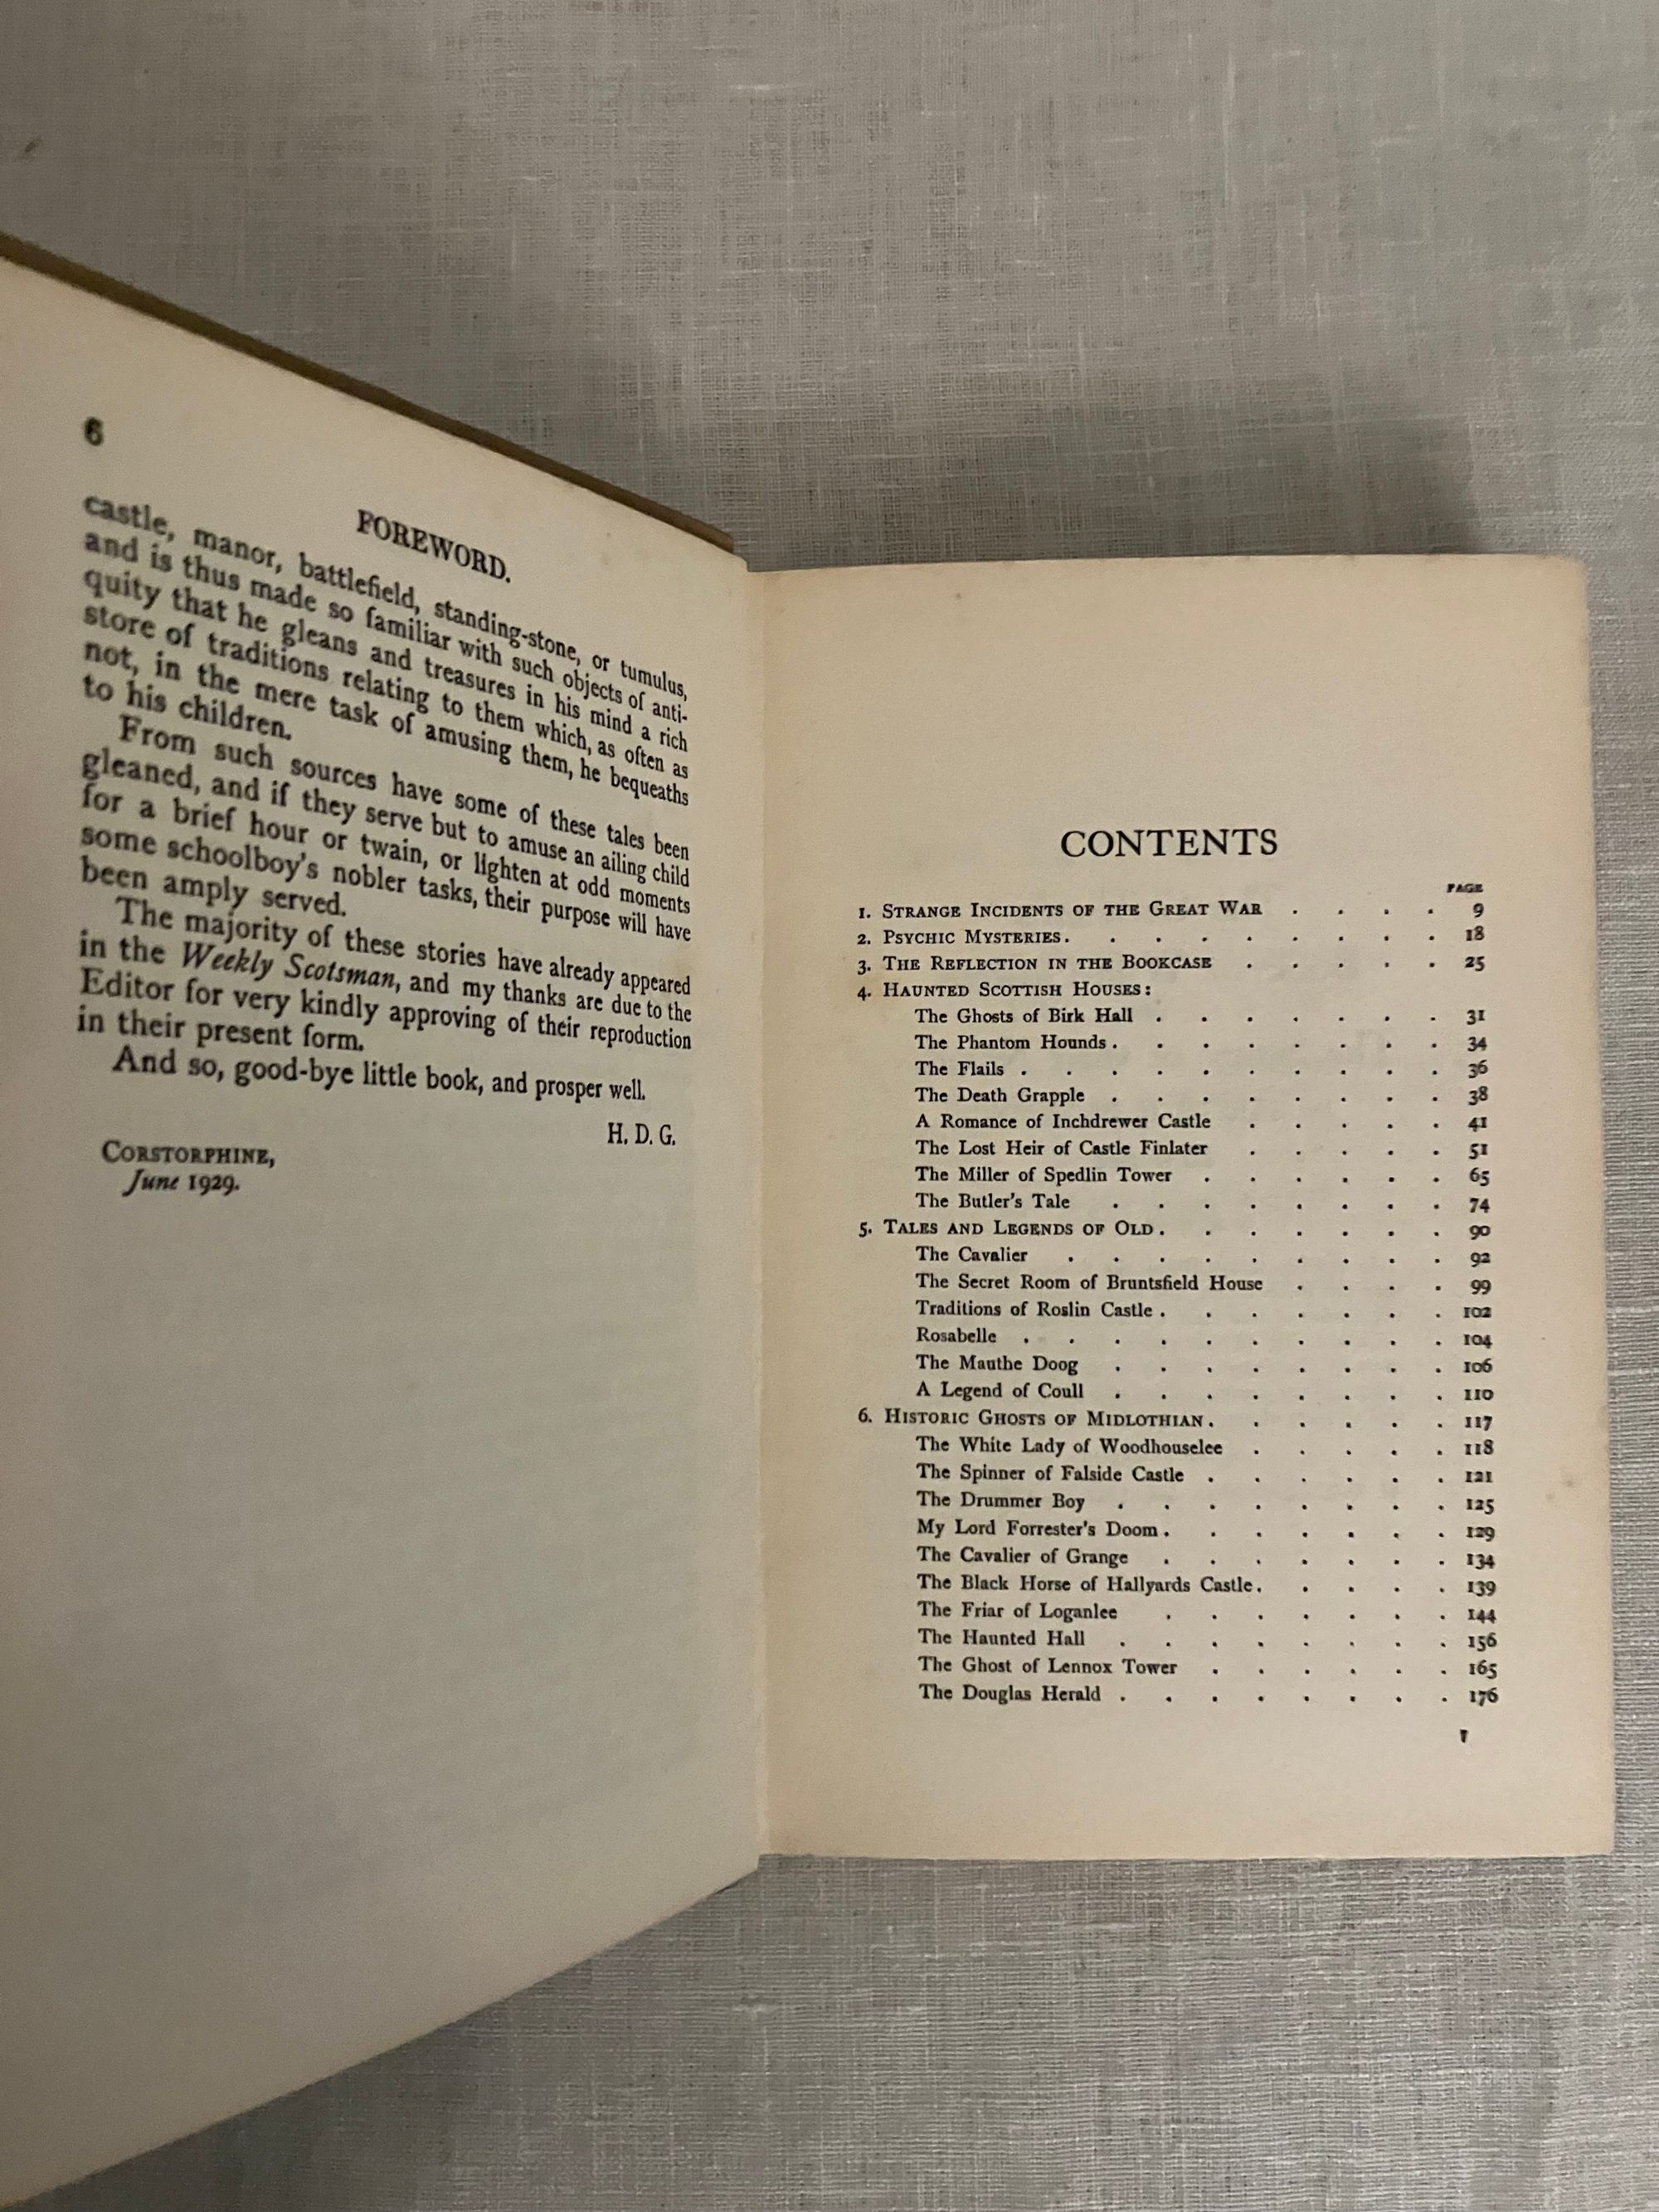 6
FOREWORD.
castle, manor, battlefield, standing-stone, or tumulus,
and is thus made so familiar with such objects of anti-
quity that he gleans and treasures in his mind a rich
store of traditions relating to them which, as often as
not, in the mere task of amusing them, he bequeaths
to his children.
From such sources have some of these tales been
gleaned, and if they serve but to amuse an ailing child
for a brief hour or twain, or lighten at odd moments
some schoolboy's nobler tasks, their purpose will have
been amply served.
The majority of these stories have already appeared
in the Weekly Scotsman, and my thanks are due to the
Editor for very kindly approving of their reproduction
in their present form.
And so, good-bye little book, and prosper well.
H. D. G.
CORSTORPHINE,
June 1929.
CONTENTS
PAGE
1. STRANGE INCIDENTS OF THE GREAT WAR . . . . 9
2. PSYCHIC MYSTERIES . . . . . . . . . 18
3. THE REFLECTION IN THE BOOKCASE . . . . . 25
4. HAUNTED SCOTTISH HOUSES:
The Ghosts of Birk Hall . . . . . . . 31
The Phantom Hounds . . . . . . . . 34
The Flails . . . . . . . . . . 36
The Death Grapple . . . . . . . . 38
A Romance of Inchdrewer Castle . . . . . 41
The Lost Heir of Castle Finlater . . . . . 51
The Miller of Spedlin Tower . . . . . . 65
The Butler's Tale . . . . . . . . 74
5. TALES AND LEGENDS OF OLD . . . . . . . 90
The Cavalier . . . . . . . . . 92
The Secret Room of Bruntsfield House . . . . 99
Traditions of Roslin Castle . . . . . . . 102
Rosabelle . . . . . . . . . . 104
The Mauthe Doog . . . . . . . . 106
A Legend of Coull . . . . . . . . 110
6. HISTORIC GHOSTS OF MIDLOTHIAN . . . . . . 117
The White Lady of Woodhouselee . . . . . 118
The Spinner of Falside Castle . . . . . . 121
The Drummer Boy . . . . . . . . 125
My Lord Forrester's Doom . . . . . . . 129
The Cavalier of Grange . . . . . . . 134
The Black Horse of Hallyards Castle . . . . . 139
The Friar of Loganlee . . . . . . . 144
The Haunted Hall . . . . . . . . 156
The Ghost of Lennox Tower . . . . . . 165
The Douglas Herald . . . . . . . . 176